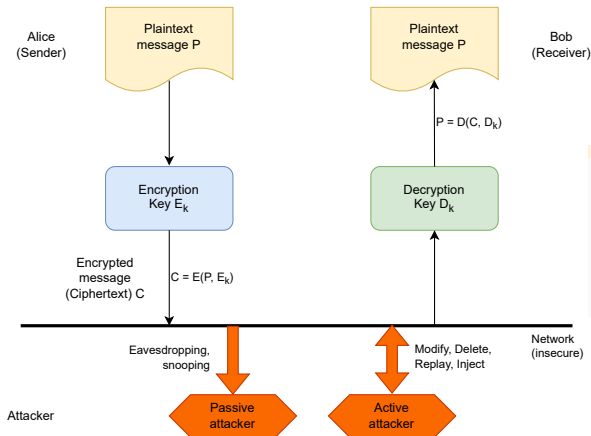 Alice
(Sender)
Plaintext
message P
Plaintext
message P
Bob
(Receiver)
P = D(C, Dk)
Encryption
Key Ek
Decryption
Key Dk
Encrypted
message
(Ciphertext) C
C = E(P, Ek)
Network
(insecure)
Eavesdropping,
snooping
Modify, Delete,
Replay, Inject
Attacker
Passive
attacker
Active
attacker